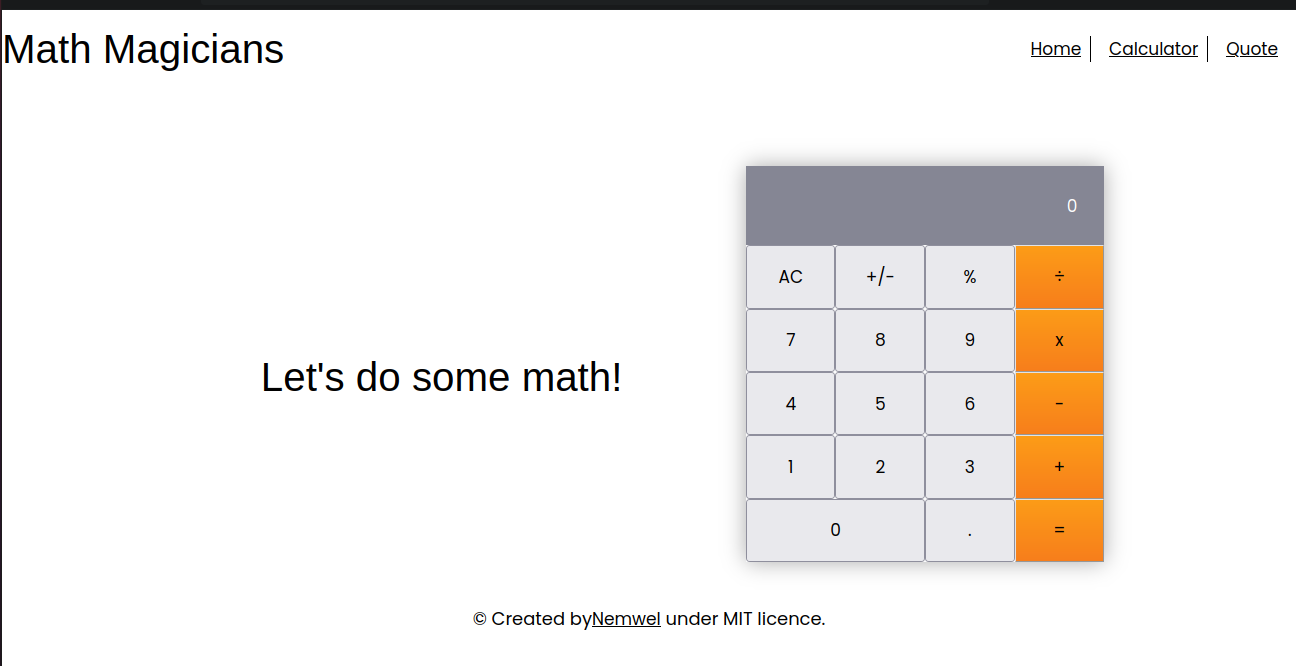 Math Magicians
Home
Calculator
Quote
0
AC +/- % ÷
7 8 9 x
4 5 6 -
Let's do some math!
1 2 3 +
0 . =
© Created byNemwel under MIT licence.